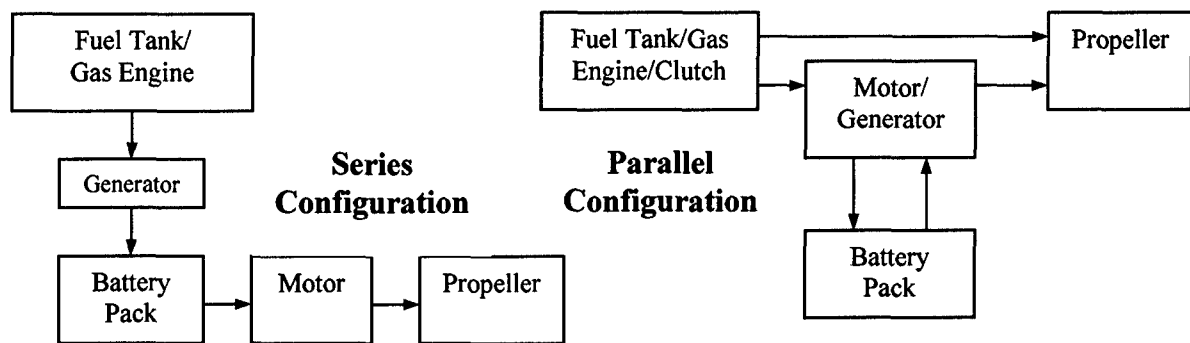 Fuel Tank/
Gas Engine
Generator
Battery
Pack
Motor
Propeller
Series
Configuration
Fuel Tank/Gas
Engine/Clutch
Motor/
Generator
Propeller
Battery
Pack
Parallel
Configuration